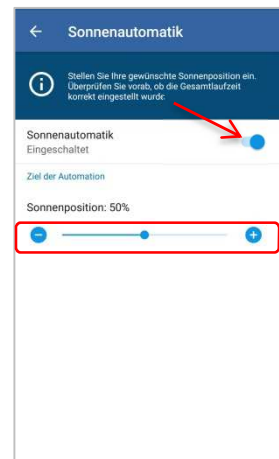 Sonnenautomatik
Stellen Sie Ihre gewünschte Sonnenposition ein.
Überprüfen Sie vorab, ob die Gesamtlaufzeit
korrekt eingestellt wurde.
Sonnenautomatik
Eingeschaltet
Ziel der Automation
Sonnenposition: 50%